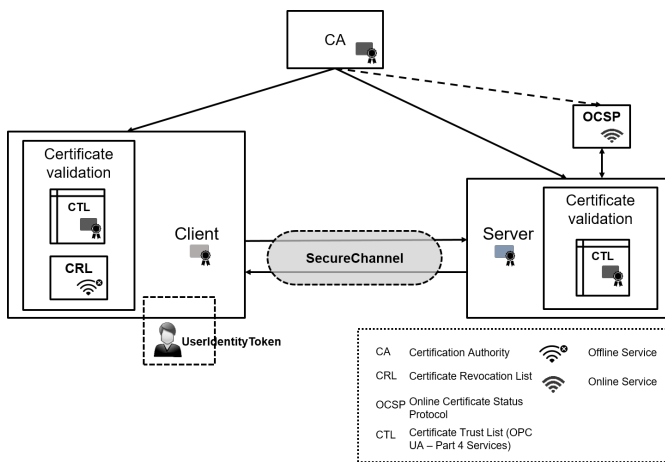 CA
OCSP
Certificate
validation
CTL
CRL
Client
SecureChannel
Server
Certificate
validation
CTL
UserIdentityToken
CA Certification Authority
Offline Service
CRL Certificate Revocation List
Online Service
OCSP Online Certificate Status
Protocol
CTL Certificate Trust List (OPC
UA – Part 4 Services)